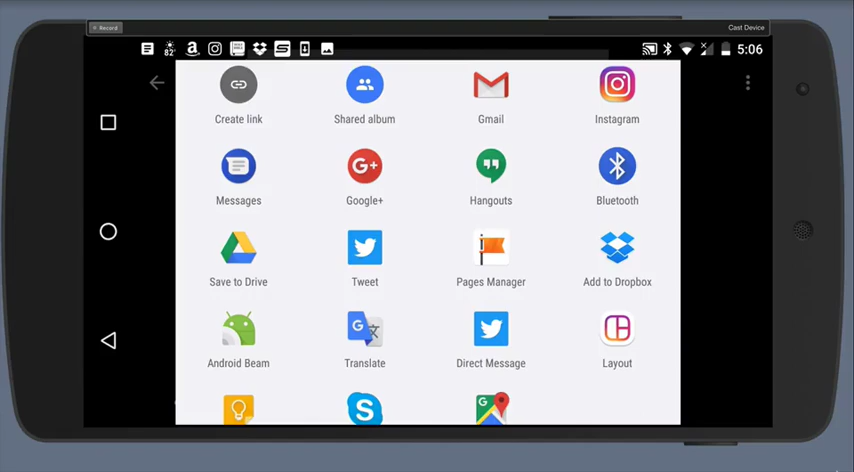 Record
Cast Device
82°
5:06
Create link
Shared album
Gmail
Instagram
Messages
Google+
Hangouts
Bluetooth
Save to Drive
Tweet
Pages Manager
Add to Dropbox
Android Beam
Translate
Direct Message
Layout